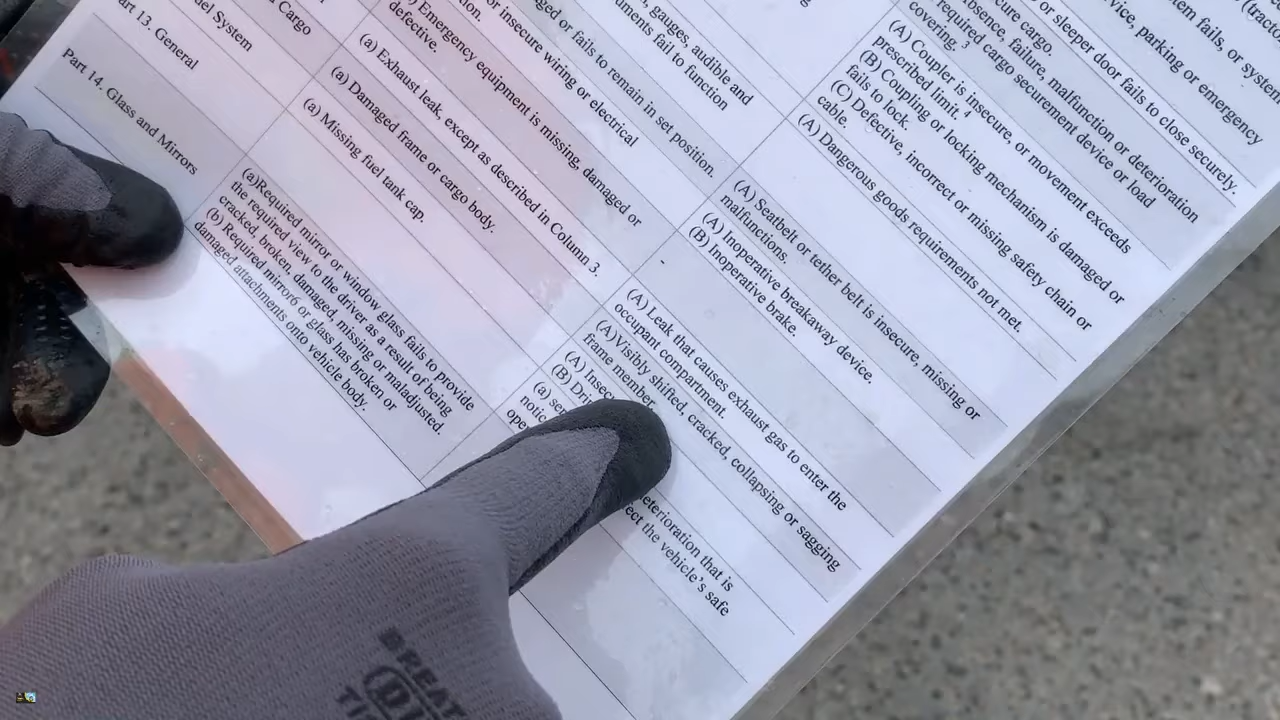 Cargo
el System
art 13. General
Part 14. Glass and Mirrors
Emergency equipment is missing, damaged or
defective.
(a) Exhaust leak, except as described in Column 3.
(a) Damaged frame or cargo body.
(a) Missing fuel tank cap.
(a)Required mirror or window glass fails to provide
the required view to the driver as a result of being
cracked, broken, damaged, missing or maladjusted.
(b) Required mirror6 or glass has broken or
damaged attachments onto vehicle body.
, gauges, audible and
uments fail to function
ged or fails to remain in set position.
or insecure wiring or electrical
tion.
or sleeper door fails to close securely.
cure cargo.
absence, failure, malfunction or deterioration
required cargo securement device or load
covering. 3
(A) Coupler is insecure, or movement exceeds
prescribed limit. 4
(B) Coupling or locking mechanism is damaged or
fails to lock.
(C) Defective, incorrect or missing safety chain or
cable.
(A) Dangerous goods requirements not met.
(A) Seatbelt or tether belt is insecure, missing or
malfunctions.
(A) Inoperative breakaway device.
(B) Inoperative brake.
(A) Leak that causes exhaust gas to enter the
occupant compartment.
(A)Visibly shifted, cracked, collapsing or sagging
frame member
(A) Insec
(B) Dri
(a) se
notic
ope
eterioration that is
ect the vehicle's safe
fails, or system
vice, parking or emergency
(tracto
GREAT